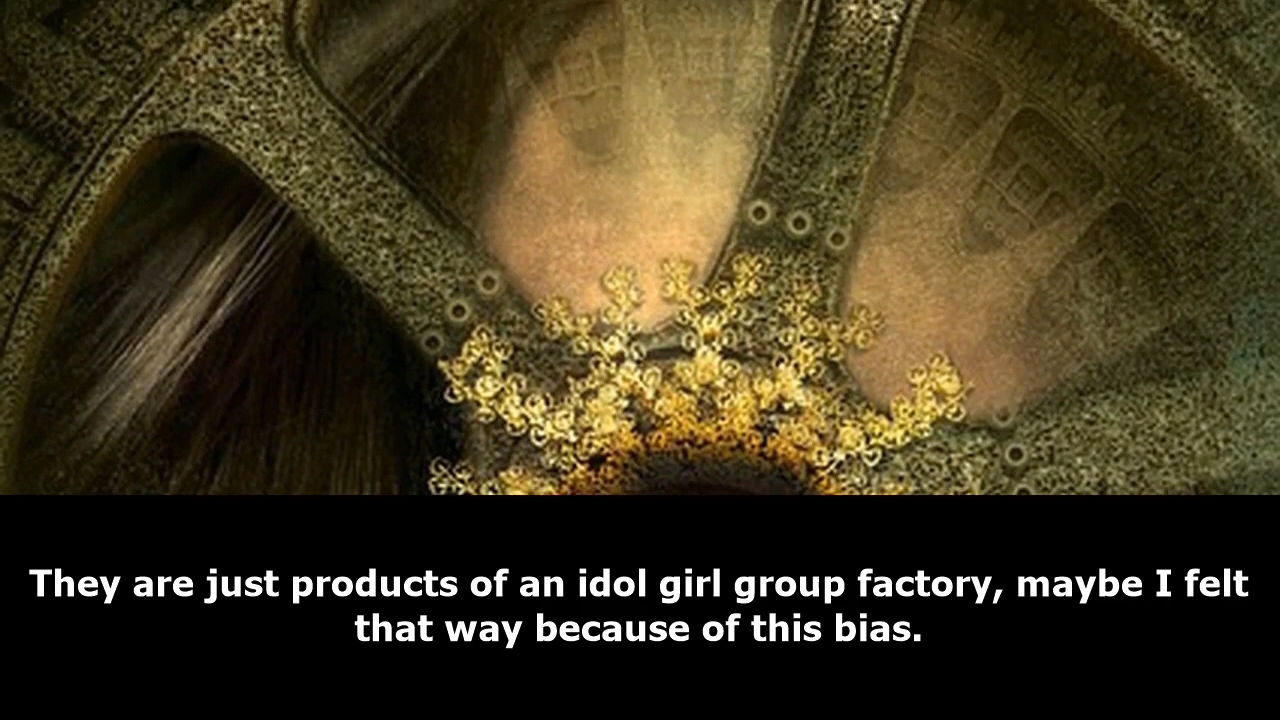 They are just products of an idol girl group factory, maybe I felt
that way because of this bias.